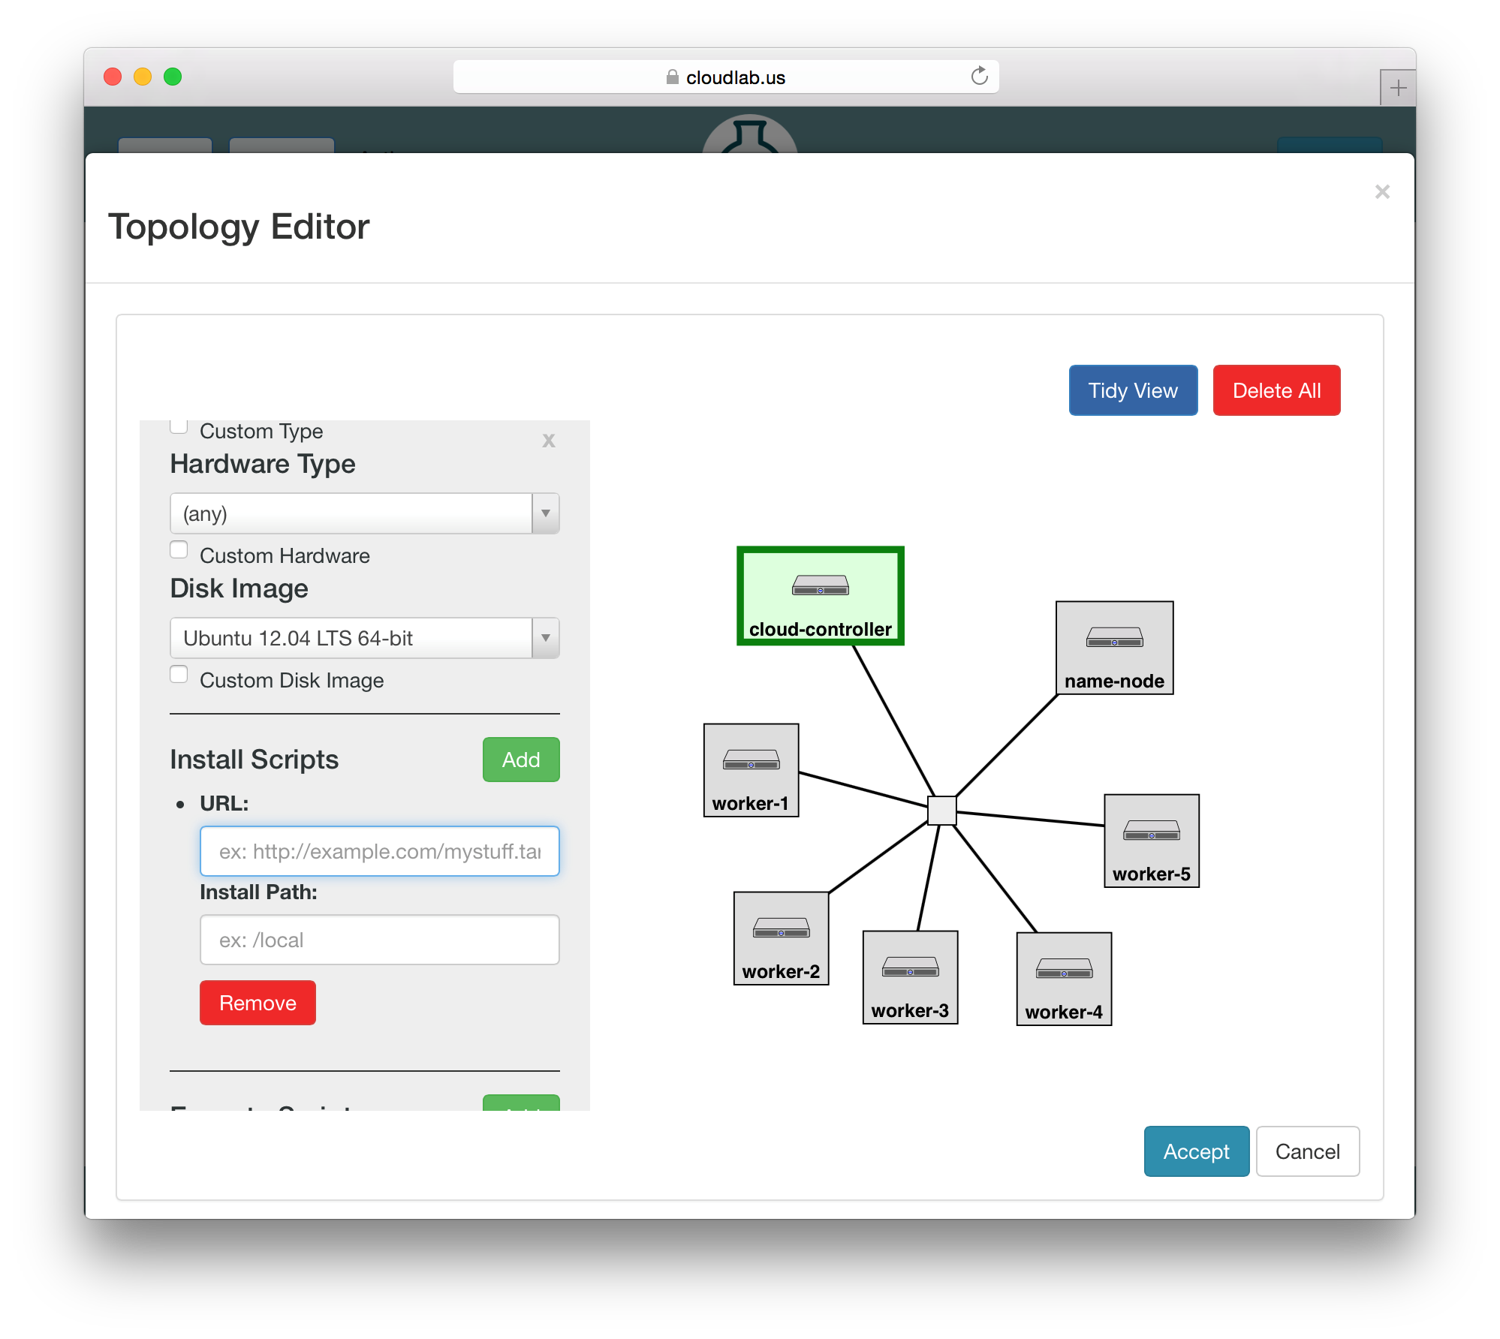 cloudlab.us
Topology Editor
×
Tidy View
Delete All
Custom Type
x
Hardware Type
(any)
Custom Hardware
Disk Image
Ubuntu 12.04 LTS 64-bit
Custom Disk Image
Install Scripts
Add
URL:
ex: http://example.com/mystuff.tar
Install Path:
ex: /local
Remove
cloud-controller
name-node
worker-1
worker-5
worker-2
worker-3
worker-4
Accept
Cancel